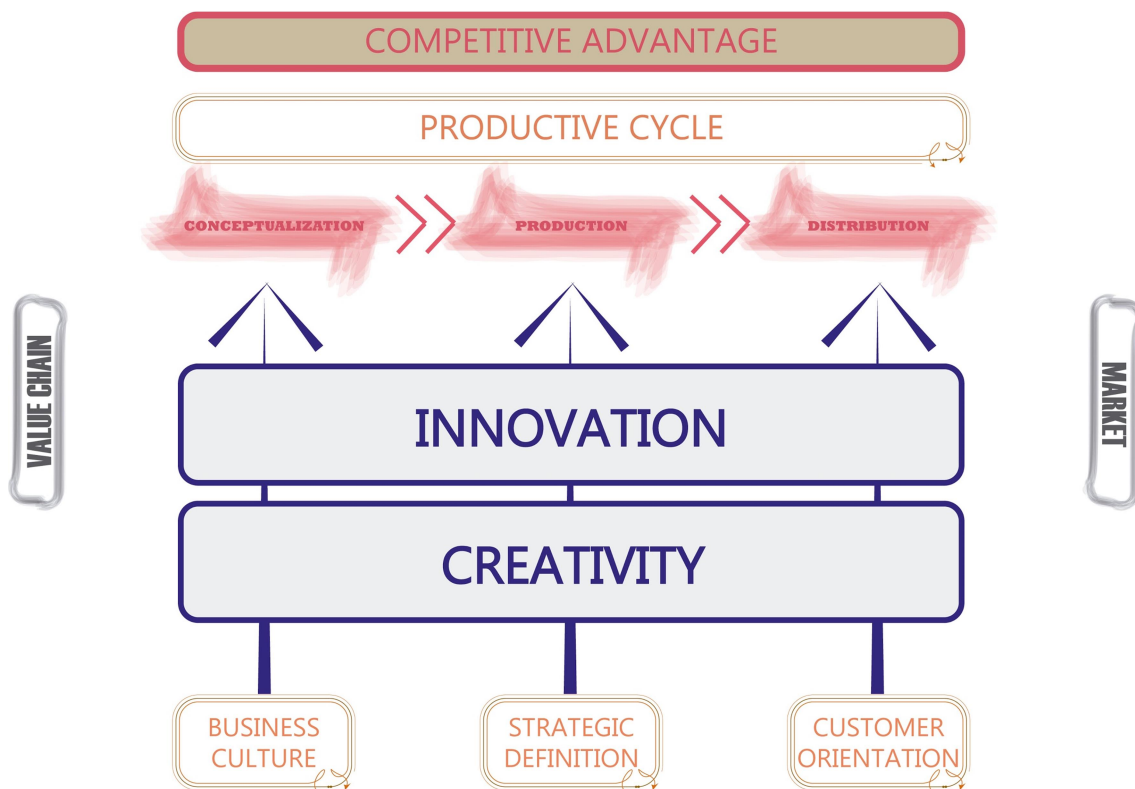 COMPETITIVE ADVANTAGE
PRODUCTIVE CYCLE
CONCEPTUALIZATION
PRODUCTION
DISTRIBUTION
VALUE CHAIN
MARKET
INNOVATION
CREATIVITY
BUSINESS
CULTURE
STRATEGIC
DEFINITION
CUSTOMER
ORIENTATION